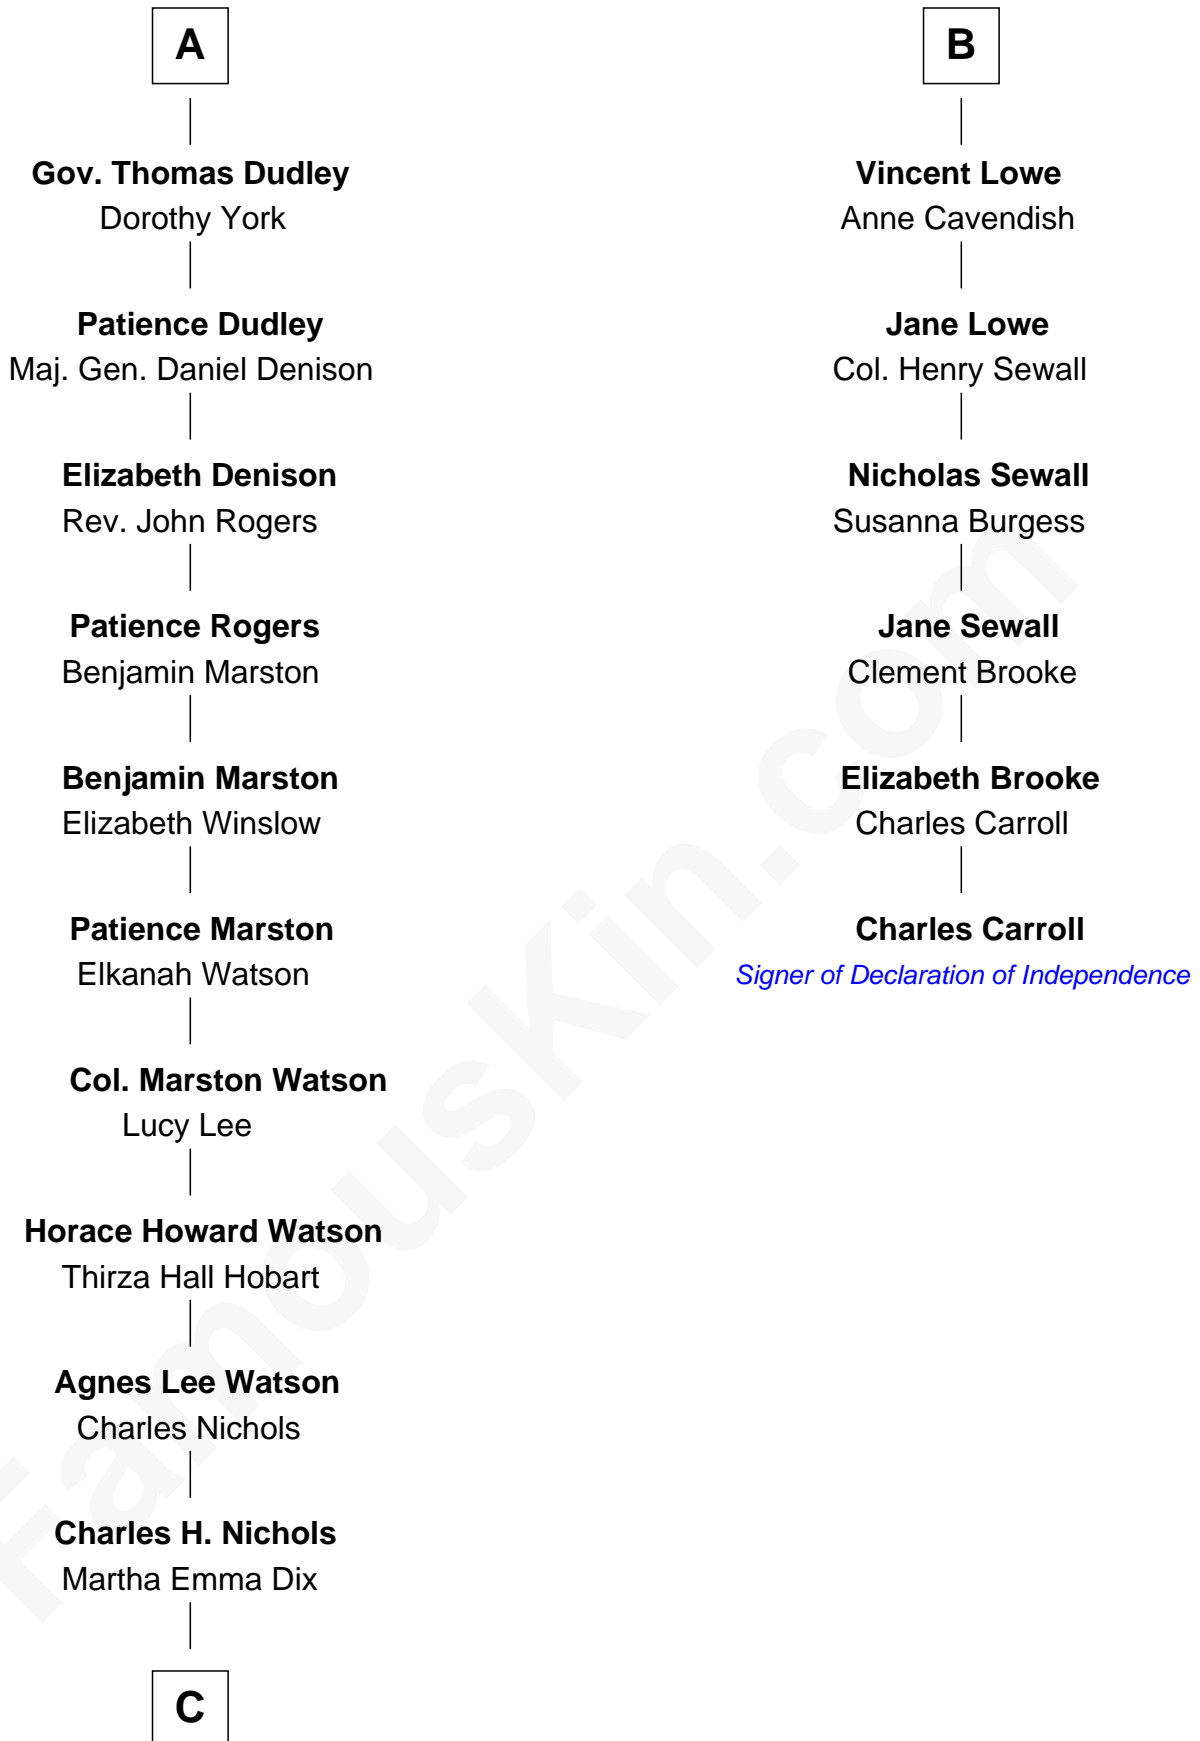 A
Gov. Thomas Dudley
Dorothy York
Patience Dudley
Maj. Gen. Daniel Denison
Elizabeth Denison
Rev. John Rogers
Patience Rogers
Benjamin Marston
Benjamin Marston
Elizabeth Winslow
Patience Marston
Elkanah Watson
Col. Marston Watson
Lucy Lee
Horace Howard Watson
Thirza Hall Hobart
Agnes Lee Watson
Charles Nichols
Charles H. Nichols
Martha Emma Dix
C
B
Vincent Lowe
Anne Cavendish
Jane Lowe
Col. Henry Sewall
Nicholas Sewall
Susanna Burgess
Jane Sewall
Clement Brooke
Elizabeth Brooke
Charles Carroll
Charles Carroll
Signer of Declaration of Independence
FamousKin.com